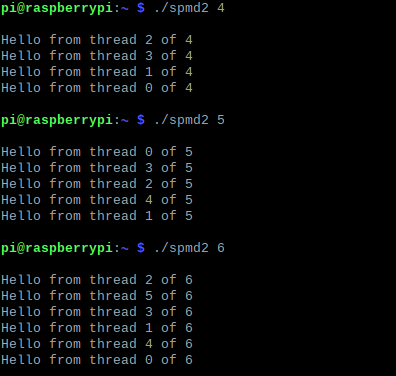 pi@raspberrypi:~ $ ./spmd2 4
Hello from thread 2 of 4
Hello from thread 3 of 4
Hello from thread 1 of 4
Hello from thread 0 of 4
pi@raspberrypi:~ $ ./spmd2 5
Hello from thread 0 of 5
Hello from thread 3 of 5
Hello from thread 2 of 5
Hello from thread 4 of 5
Hello from thread 1 of 5
pi@raspberrypi:~ $ ./spmd2 6
Hello from thread 2 of 6
Hello from thread 5 of 6
Hello from thread 3 of 6
Hello from thread 1 of 6
Hello from thread 4 of 6
Hello from thread 0 of 6